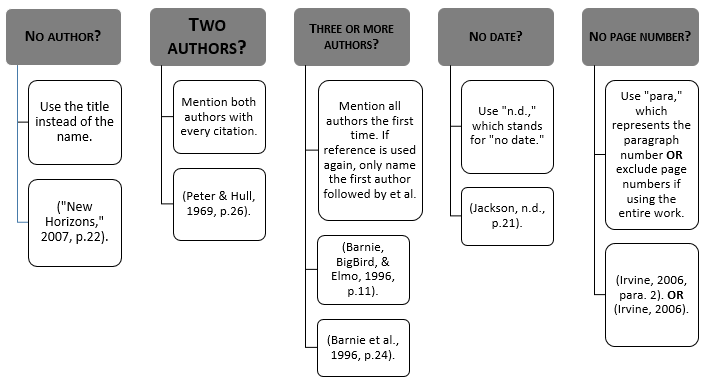 NO AUTHOR?
Use the title
instead of the
name.
("New
Horizons,"
2007, p.22).
TWO
AUTHORS?
Mention both
authors with
every citation.
(Peter & Hull,
1969, p.26).
THREE OR MORE
AUTHORS?
Mention all
authors the first
time. If
reference is used
again, only name
the first author
followed by et al.
(Barnie,
BigBird, &
Elmo, 1996,
p.11).
(Barnie et al.,
1996, p.24).
NO DATE?
Use "n.d.,"
which stands
for "no date."
(Jackson, n.d.,
p.21).
NO PAGE NUMBER?
Use "para,"
which
represents the
paragraph
number OR
exclude page
numbers if
using the
entire work.
(Irvine, 2006,
para. 2). OR
(Irvine, 2006).